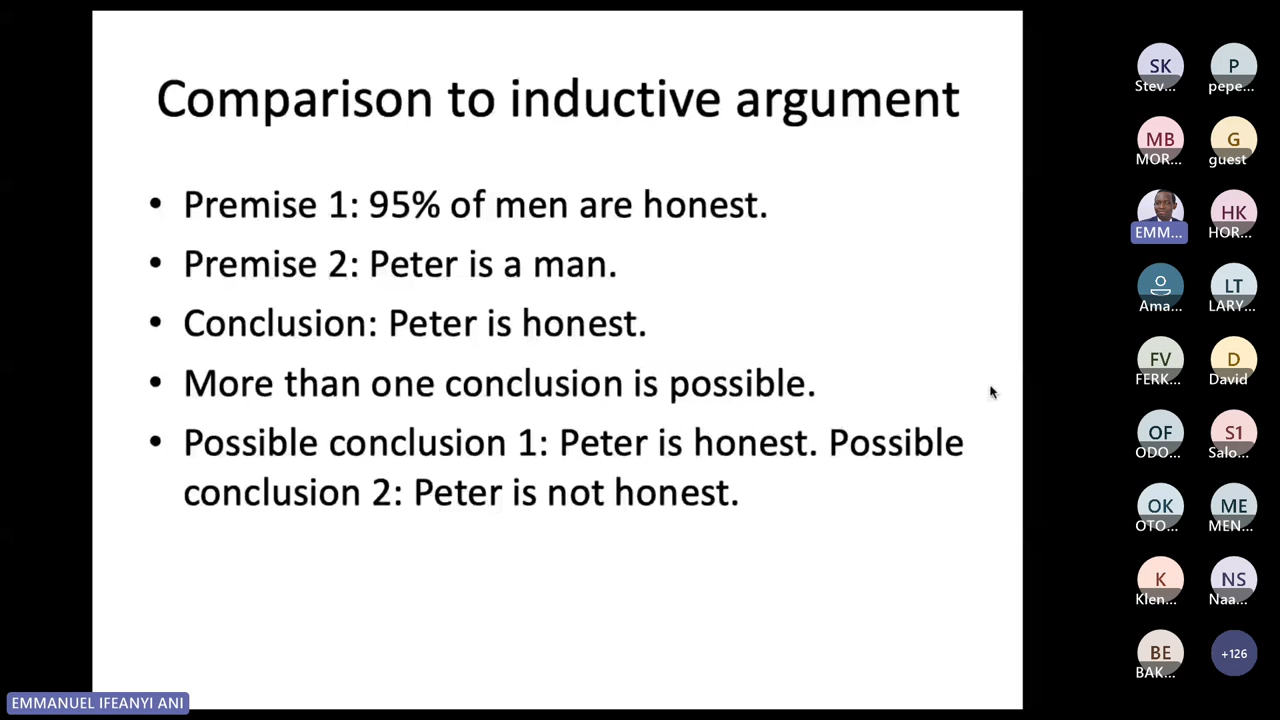 Comparison to inductive argument
• Premise 1: 95% of men are honest.
• Premise 2: Peter is a man.
• Conclusion: Peter is honest.
• More than one conclusion is possible.
• Possible conclusion 1: Peter is honest. Possible
conclusion 2: Peter is not honest.
EMMANUEL IFEANYI ANI
SK
Stev...
P
pepe...
MB
MOR...
G
guest
EMM...
HK
HOR...
Ama...
LT
LARY...
FV
FERK...
D
David
OF
ODO...
S1
Salo...
OK
OTO...
ME
MEN...
K
Klen...
NS
Naa...
BE
BAK...
+126